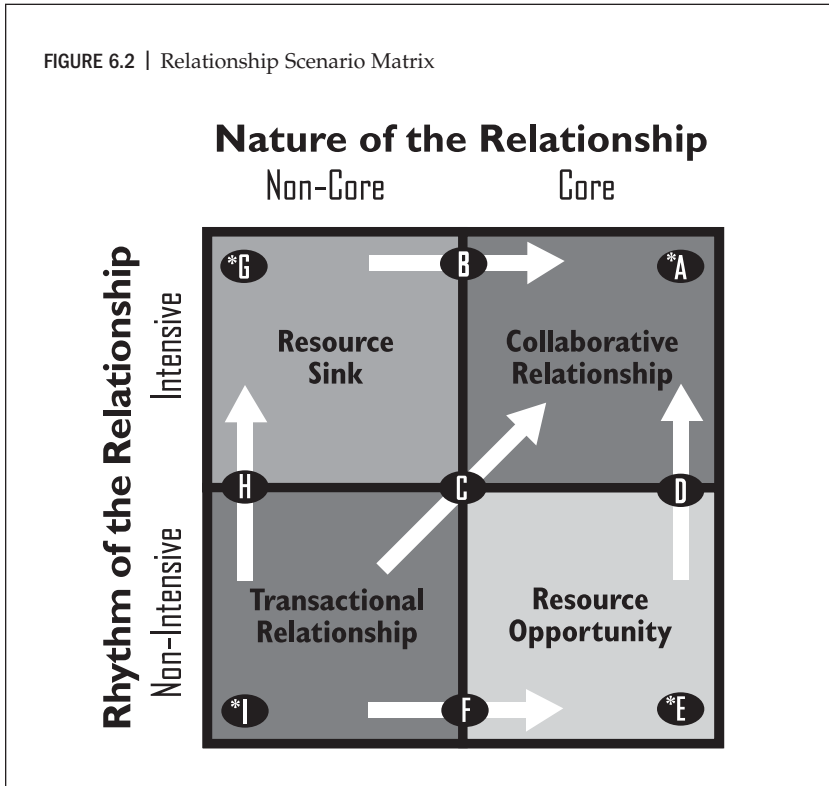 FIGURE 6.2 | Relationship Scenario Matrix
Nature of the Relationship
Non-Core Core
Rhythm of the Relationship
Intensive
Non-Intensive
*G B *A
Resource
Sink
Collaborative
Relationship
H C D
Transactional
Relationship
Resource
Opportunity
*I F *E